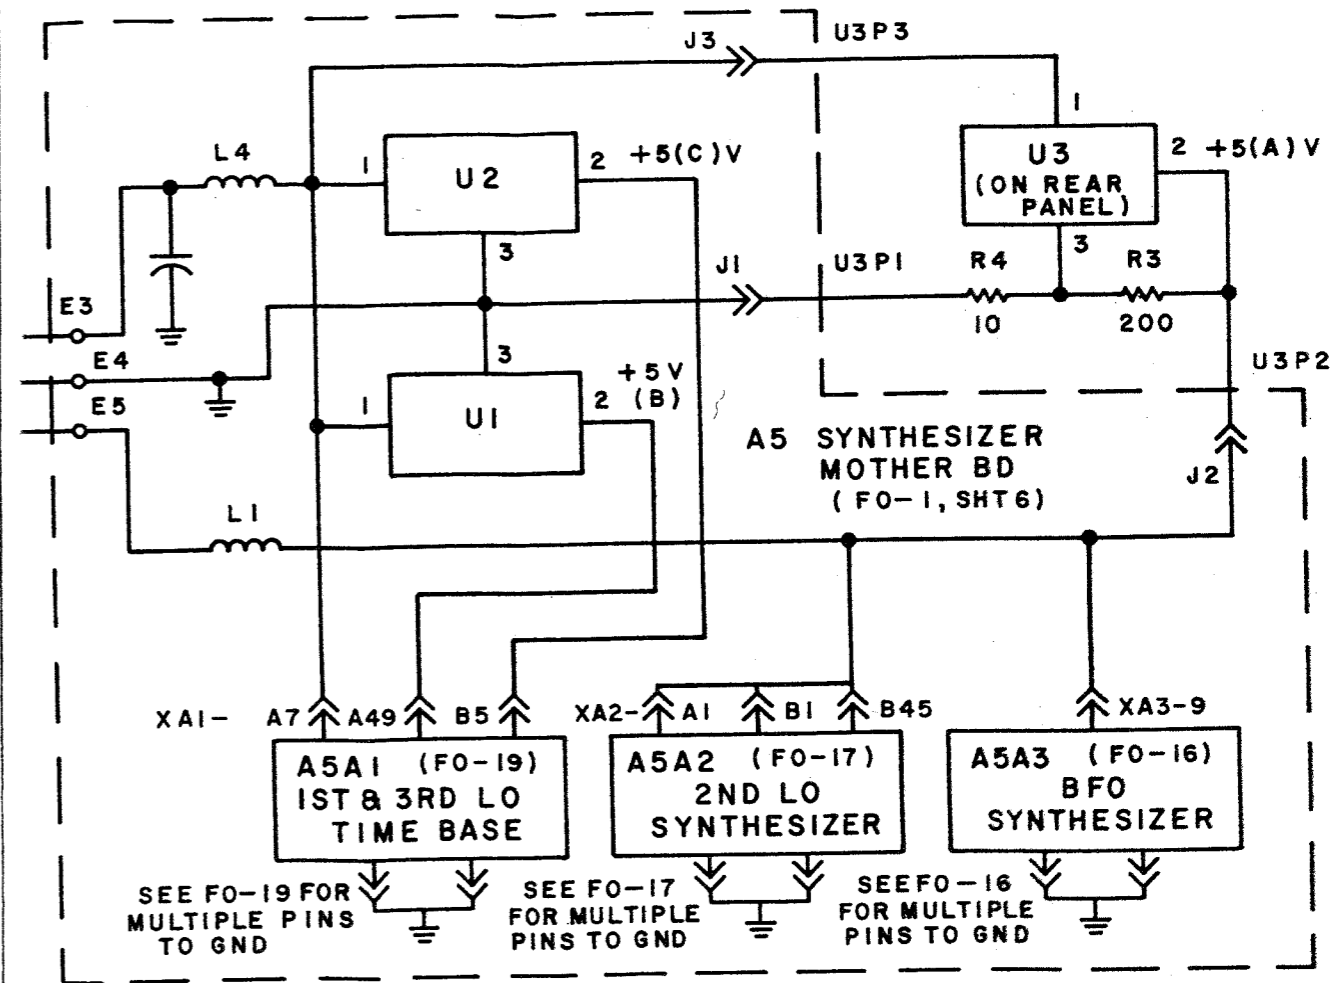 J3
U3P3
1
L4
1
U2
2
+5(C)V
U3
(ON REAR
PANEL)
2
+5(A)V
3
3
J1
U3P1
R4
R3
10
200
E3
E4
E5
3
+5V
(B)
1
U1
2
U3P2
A5 SYNTHESIZER
MOTHER BD
(FO-1, SHT 6)
J2
L1
XA1-
A7
A49
B5
XA2-
A1
B1
B45
XA3-9
A5A1 (FO-19)
1ST & 3RD LO
TIME BASE
A5A2 (FO-17)
2ND LO
SYNTHESIZER
A5A3 (FO-16)
BFO
SYNTHESIZER
SEE FO-19 FOR
MULTIPLE PINS
TO GND
SEE FO-17
FOR MULTIPLE
PINS TO GND
SEE FO-16
FOR MULTIPLE
PINS TO GND